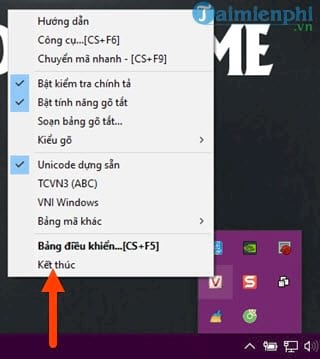 Taimienphi
.vn
Hướng dẫn
Công cụ...[CS+F6]
Chuyển mã nhanh - [CS+F9]
ME
Bật kiểm tra chính tả
Bật tính năng gõ tắt
Soạn bảng gõ tắt...
Kiểu gõ
Unicode dựng sẵn
TCVN3 (ABC)
VNI Windows
Bảng mã khác
Bảng điều khiển...[CS+F5]
Kết thúc
V
S